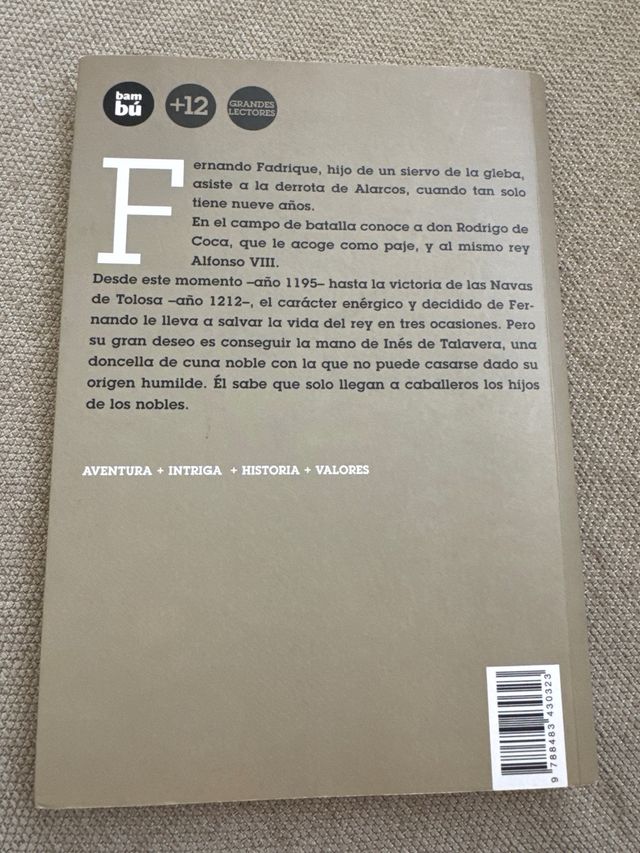 bam
bú
+12
GRANDES
LECTORES
Fernando Fadrique, hijo de un siervo de la gleba,
asiste a la derrota de Alarcos, cuando tan solo
tiene nueve años.
En el campo de batalla conoce a don Rodrigo de
Coca, que le acoge como paje, y al mismo rey
Alfonso VIII.
Desde este momento –año 1195– hasta la victoria de las Navas
de Tolosa –año 1212–, el carácter enérgico y decidido de Fer-
nando le lleva a salvar la vida del rey en tres ocasiones. Pero
su gran deseo es conseguir la mano de Inés de Talavera, una
doncella de cuna noble con la que no puede casarse dado su
origen humilde. Él sabe que solo llegan a caballeros los hijos
de los nobles.
AVENTURA + INTRIGA + HISTORIA + VALORES
9 788483 430323